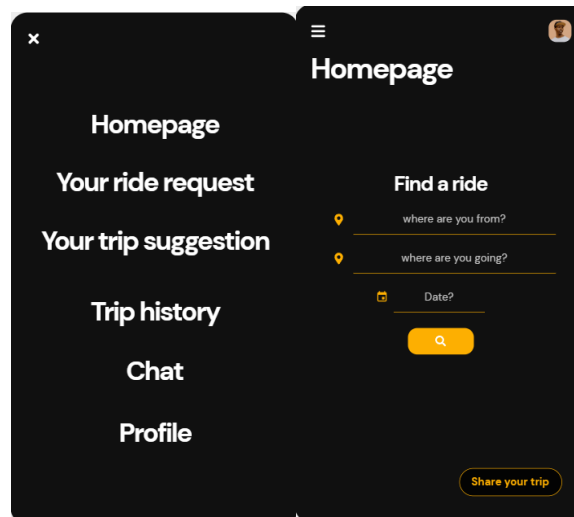 Homepage
Your ride request
Your trip suggestion
Trip history
Chat
Profile
Homepage
Find a ride
where are you from?
where are you going?
Date?
Share your trip